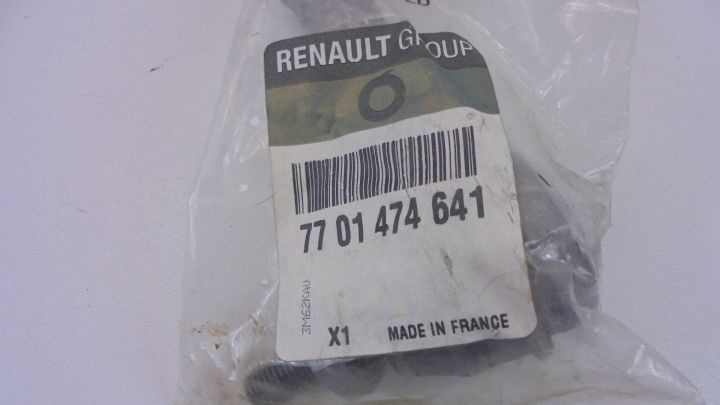 RENAULT GROUP
77 01 474 641
3M62KAU
X1 MADE IN FRANCE